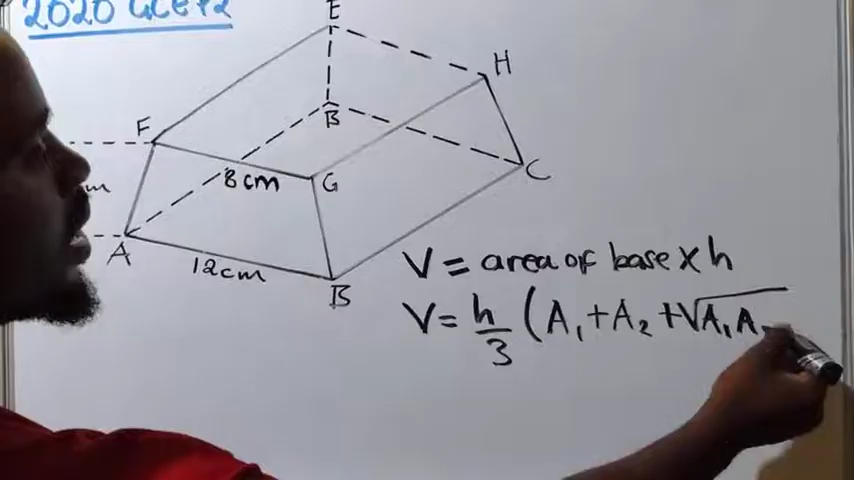 2020 GCE P2
E
H
B
F
8cm
G
C
m
A
12cm
B
V = area of base x h
V = h/3 (A₁ + A₂ + √A₁A